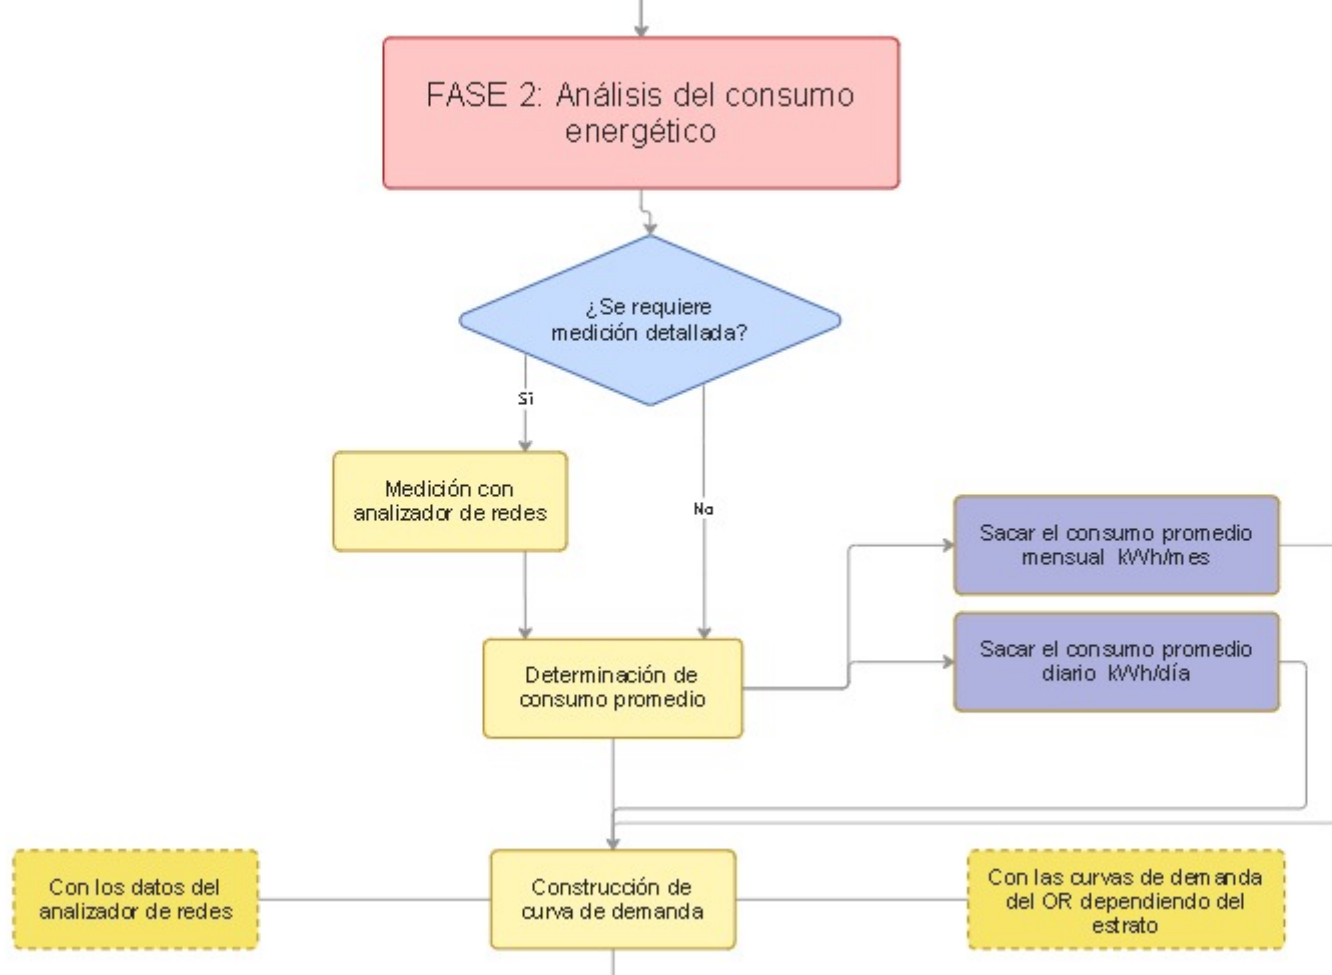 FASE 2: Análisis del consumo
energético
¿Se requiere
medición detallada?
Sí
No
Medición con
analizador de redes
Sacar el consumo promedio
mensual kWh/mes
Sacar el consumo promedio
diario kWh/día
Determinación de
consumo promedio
Con los datos del
analizador de redes
Construcción de
curva de demanda
Con las curvas de demanda
del OR dependiendo del
estrato